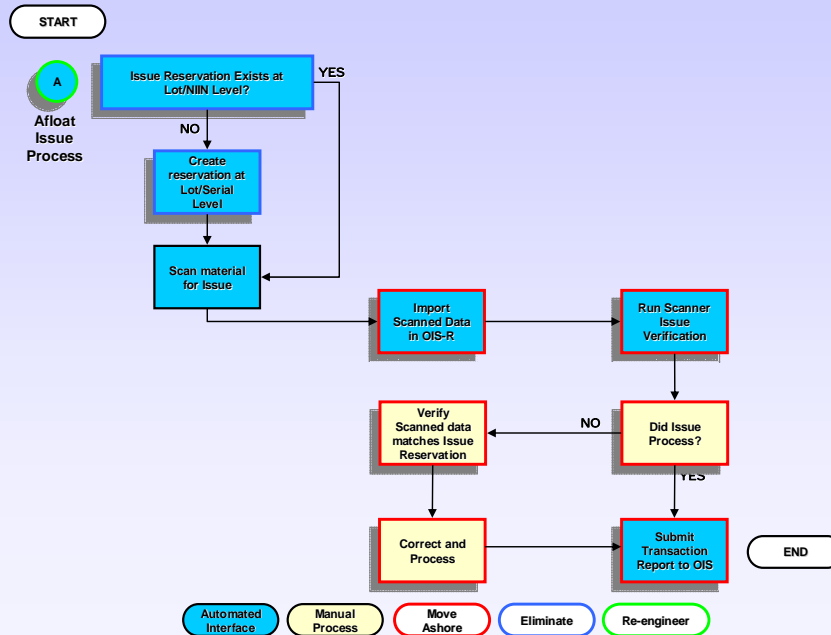 START
A
Afloat
Issue
Process
Issue Reservation Exists at
Lot/NIIN Level?
YES
NO
Create
reservation at
Lot/Serial
Level
Scan material
for Issue
Import
Scanned Data
in OIS-R
Run Scanner
Issue
Verification
Verify
Scanned data
matches Issue
Reservation
NO
Did Issue
Process?
YES
Correct and
Process
Submit
Transaction
Report to OIS
END
Automated
Interface
Manual
Process
Move
Ashore
Eliminate
Re-engineer